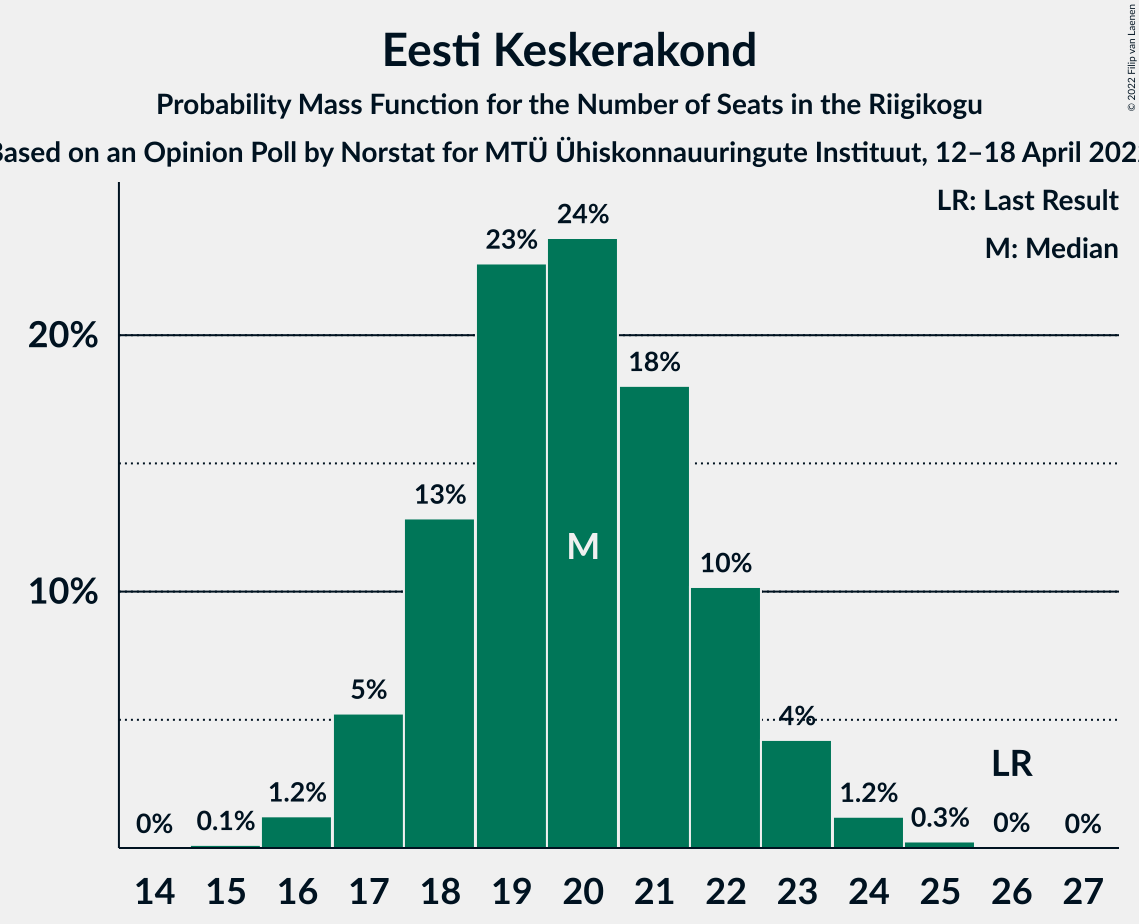 Eesti Keskerakond
Probability Mass Function for the Number of Seats in the Riigikogu
Based on an Opinion Poll by Norstat for MTÜ Ühiskonnauuringute Instituut, 12–18 April 2022
© 2022 Filip van Laenen
LR: Last Result
M: Median
20%
10%
0%
0.1%
1.2%
5%
13%
23%
24%
18%
10%
4%
1.2%
0.3%
0%
0%
M
LR
14 15 16 17 18 19 20 21 22 23 24 25 26 27